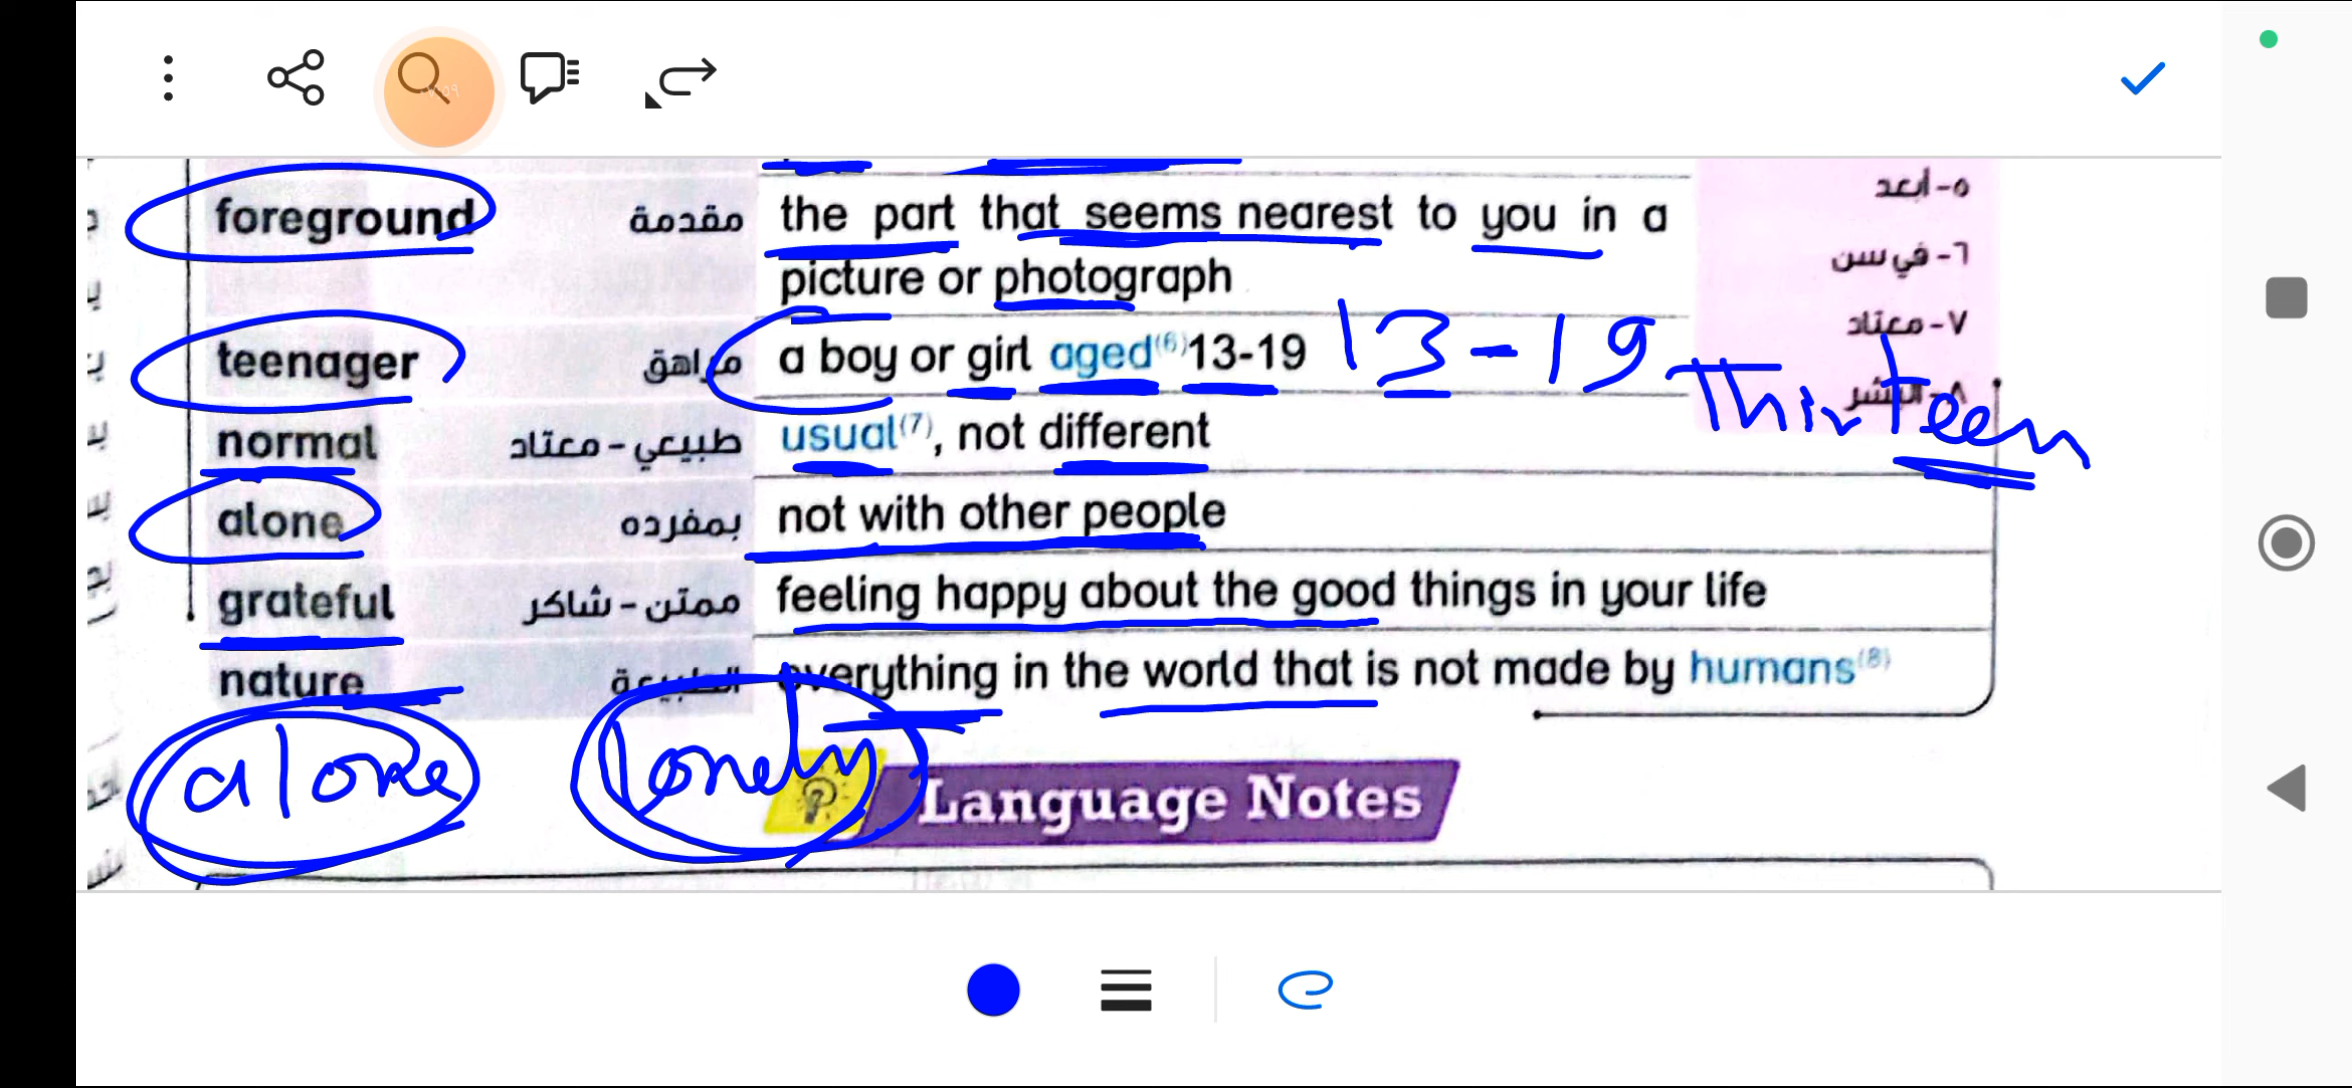 ٥- أبعد
foreground مقدمة the part that seems nearest to you in a
picture or photograph
٦- في سن
teenager مراهق a boy or girl aged(6) 13-19 13-19
٧- معتاد
Thirteen
٨- البشر
normal طبيعي - معتاد usual(7), not different
alone بمفرده not with other people
grateful ممتن - شاكر feeling happy about the good things in your life
nature الطبيعة everything in the world that is not made by humans(8)
alone lonely
Language Notes